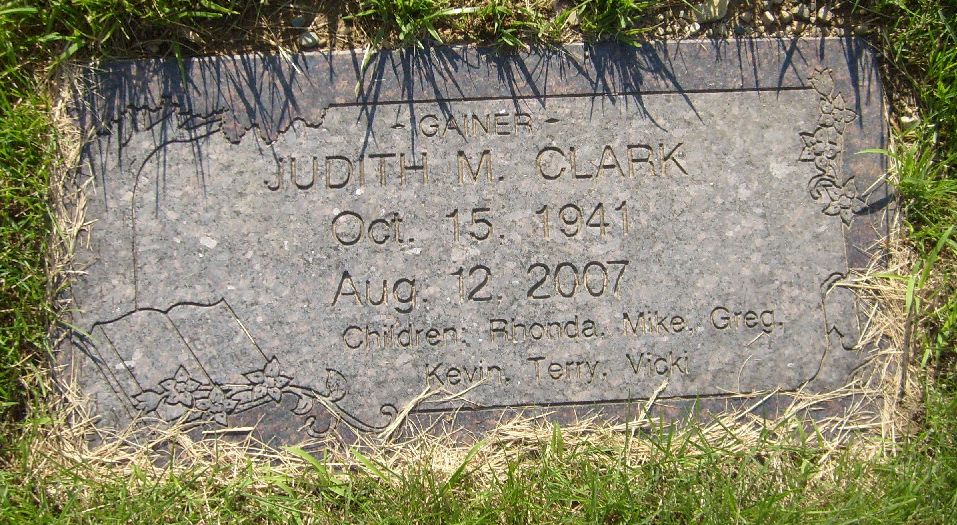 - GAINER -
JUDITH M. CLARK
Oct. 15, 1941
Aug. 12, 2007
Children: Rhonda, Mike, Greg,
Kevin, Terry, Vicki